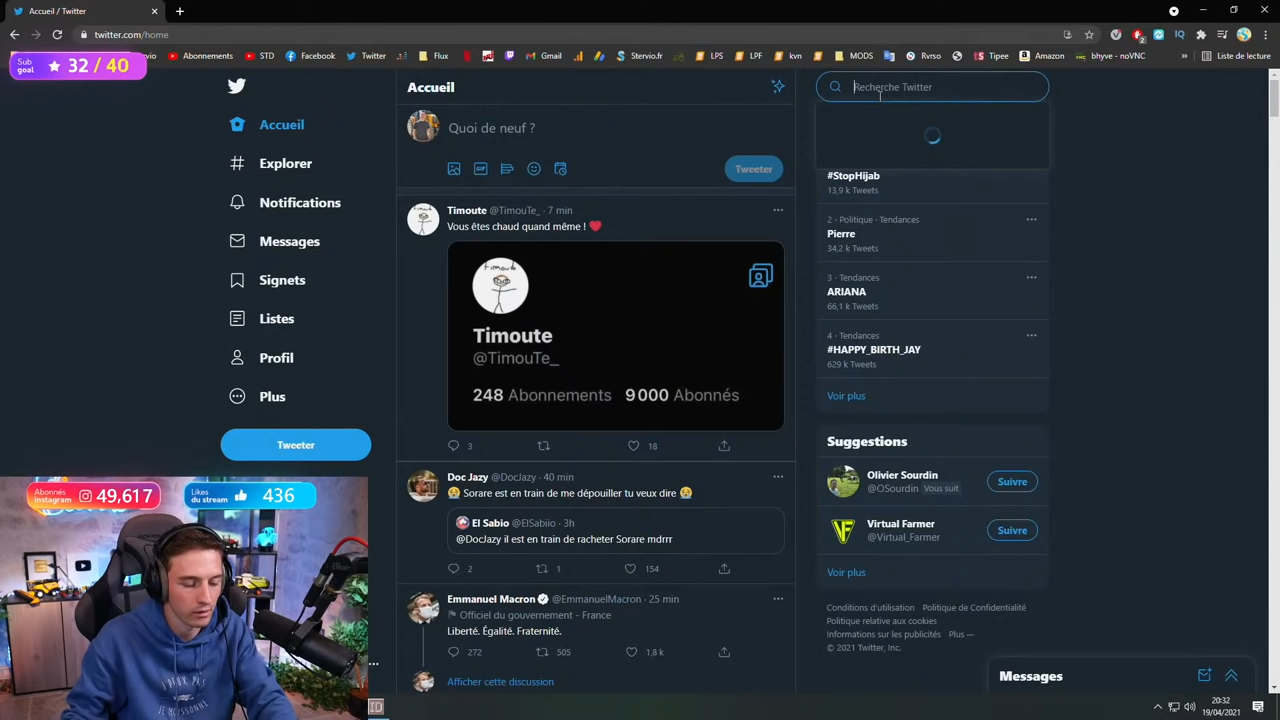 Accueil / Twitter
twitter.com/home
Abonnements
STD
Facebook
Twitter
Flux
Gmail
Stervio.fr
LPS
LPF
kvn
MODS
Rvrso
Tipee
Amazon
bhyve - noVNC
Liste de lecture
Sub
goal
32 / 40
Accueil
Explorer
Notifications
Messages
Signets
Listes
Profil
Plus
Tweeter
Accueil
Quoi de neuf ?
Tweeter
Timoute @TimouTe_ · 7 min
Vous êtes chaud quand même !
Timoute
@TimouTe_
248 Abonnements 9000 Abonnés
3
18
Doc Jazy @DocJazy · 40 min
Sorare est en train de me dépouiller tu veux dire
El Sabio @ElSabiio · 3h
@DocJazy il est en train de racheter Sorare mdrrr
2
1
154
Emmanuel Macron @EmmanuelMacron · 25 min
Officiel du gouvernement - France
Liberté. Égalité. Fraternité.
272
505
1,8 k
Afficher cette discussion
Recherche Twitter
#StopHijab
13,9 k Tweets
2 · Politique · Tendances
Pierre
34,2 k Tweets
3 · Tendances
ARIANA
66,1 k Tweets
4 · Tendances
#HAPPY_BIRTH_JAY
629 k Tweets
Voir plus
Suggestions
Olivier Sourdin
@OSourdin Vous suit
Suivre
Virtual Farmer
@Virtual_Farmer
Suivre
Voir plus
Conditions d'utilisation Politique de Confidentialité
Politique relative aux cookies
Informations sur les publicités Plus
© 2021 Twitter, Inc.
Messages
Abonnés
instagram
49,617
Likes
du stream
436
Blue
J'PEUX PAS
JE MOISSONNE
20:32
19/04/2021